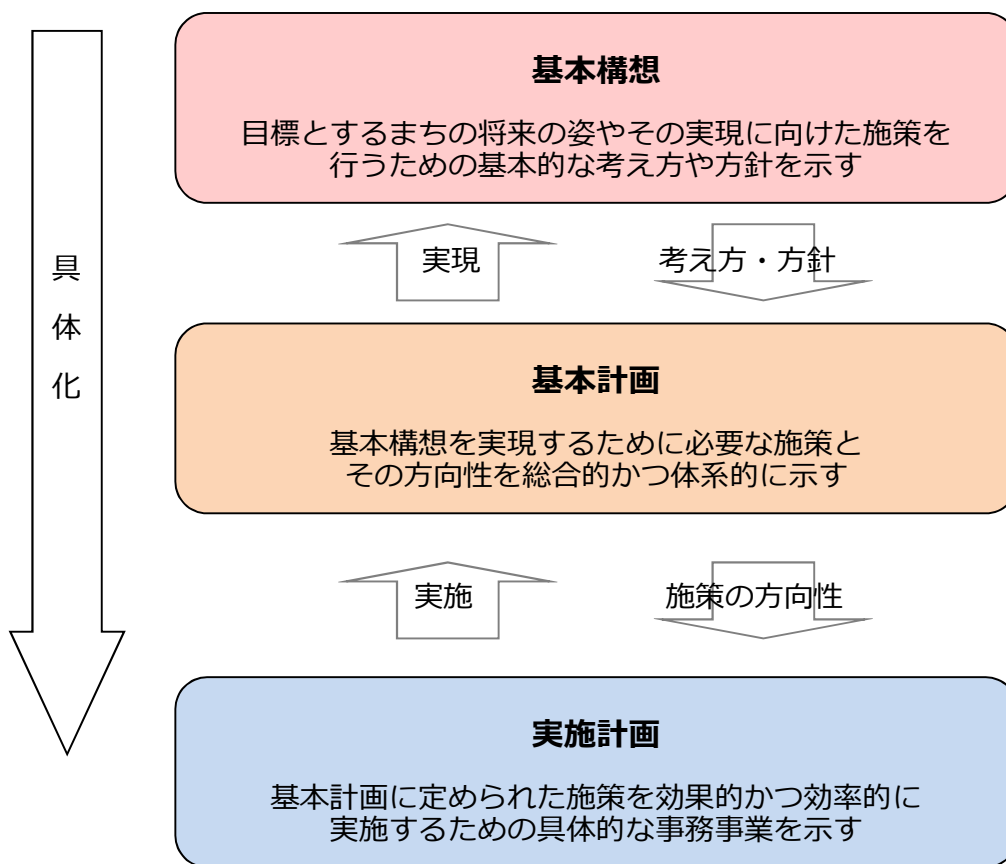 基本構想
目標とするまちの将来の姿やその実現に向けた施策を
行うための基本的な考え方や方針を示す
実現
考え方・方針
具
体
化
基本計画
基本構想を実現するために必要な施策と
その方向性を総合的かつ体系的に示す
実施
施策の方向性
実施計画
基本計画に定められた施策を効果的かつ効率的に
実施するための具体的な事務事業を示す